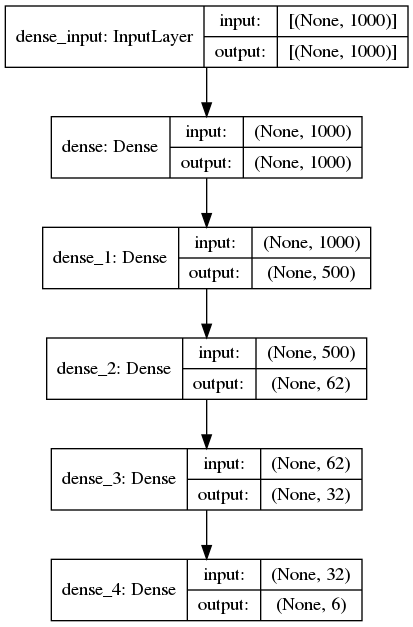 dense_input: InputLayer
input: [(None, 1000)]
output: [(None, 1000)]
dense: Dense
input: (None, 1000)
output: (None, 1000)
dense_1: Dense
input: (None, 1000)
output: (None, 500)
dense_2: Dense
input: (None, 500)
output: (None, 62)
dense_3: Dense
input: (None, 62)
output: (None, 32)
dense_4: Dense
input: (None, 32)
output: (None, 6)